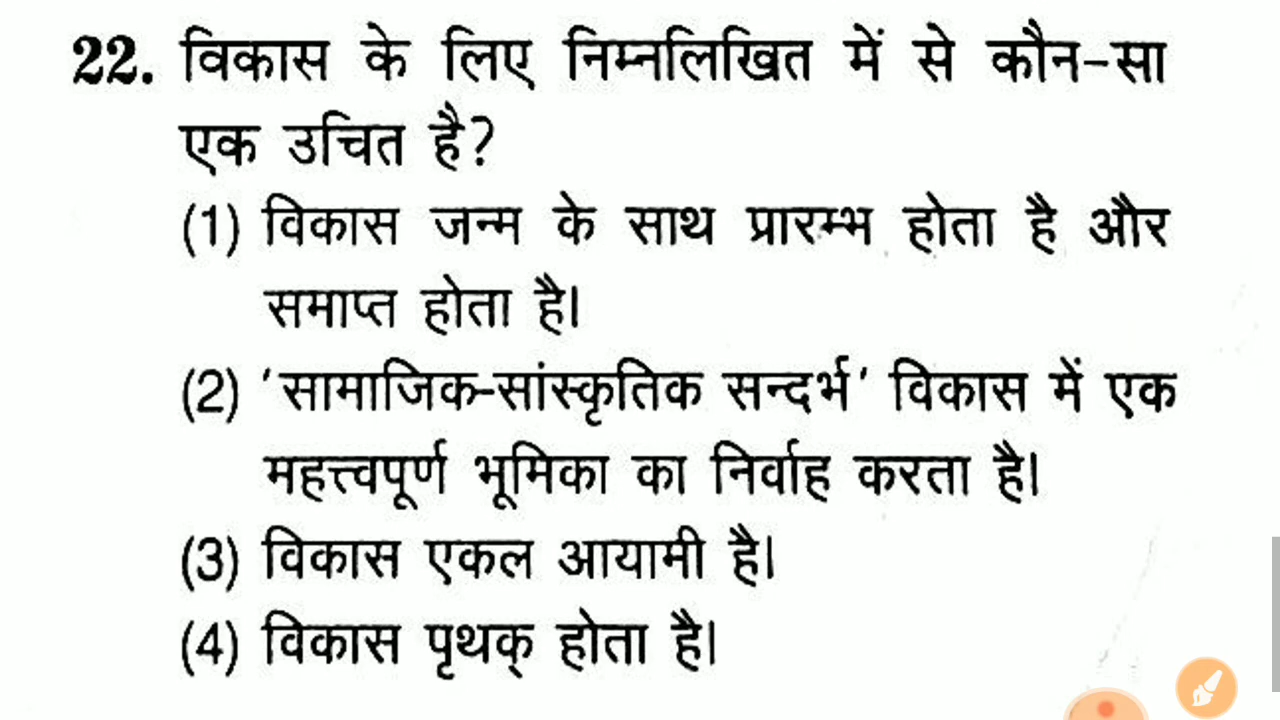 22. विकास के लिए निम्नलिखित में से कौन-सा
एक उचित है?
(1) विकास जन्म के साथ प्रारम्भ होता है और
समाप्त होता है।
(2) 'सामाजिक-सांस्कृतिक सन्दर्भ' विकास में एक
महत्त्वपूर्ण भूमिका का निर्वाह करता है।
(3) विकास एकल आयामी है।
(4) विकास पृथक् होता है।